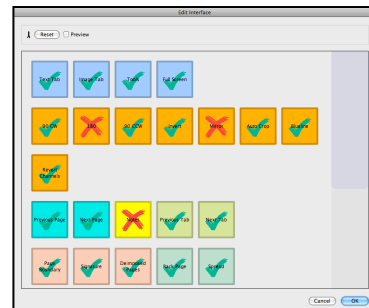 Edit Interface
Reset
Preview
Text Tab
Image Tab
Tools
Full Screen
90 CW
180
90 CCW
Invert
Mirror
Auto Crop
Blueline
Revert
Channels
Previous Page
Next Page
Notes
Previous Tab
Next Tab
Page
Boundary
Signature
Deimposed
Pages
Back Page
Spread
Cancel
OK